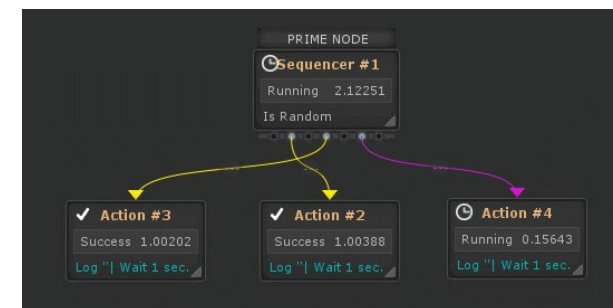 PRIME NODE
Sequencer #1
Running 2.12251
Is Random
Action #3
Success 1.00202
Log ''| Wait 1 sec.
Action #2
Success 1.00388
Log ''| Wait 1 sec.
Action #4
Running 0.15643
Log ''| Wait 1 sec.